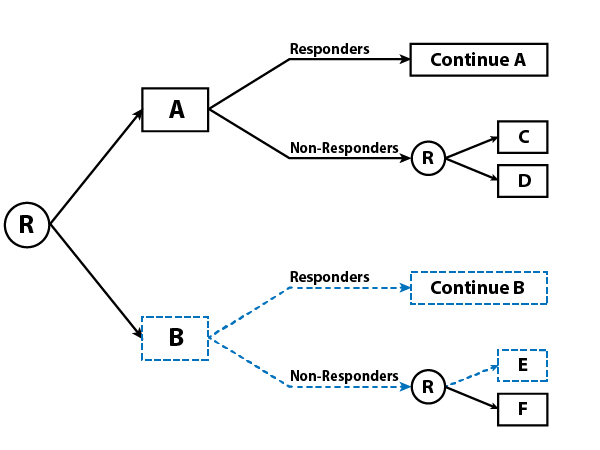 R
A
Responders
Continue A
Non-Responders
R
C
D
B
Responders
Continue B
Non-Responders
R
E
F